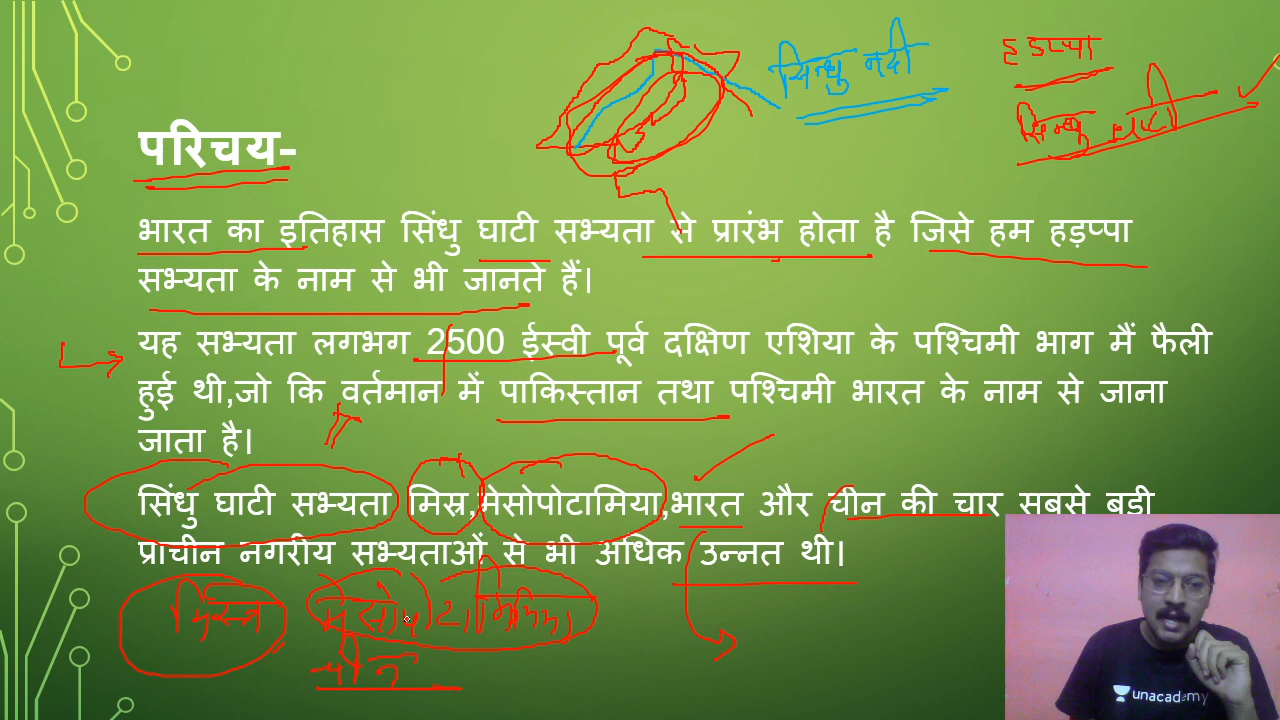 सिन्धु नदी
हडप्पा
सिन्धु घाटी
परिचय-
भारत का इतिहास सिंधु घाटी सभ्यता से प्रारंभ होता है जिसे हम हड़प्पा
सभ्यता के नाम से भी जानते हैं।
यह सभ्यता लगभग 2500 ईस्वी पूर्व दक्षिण एशिया के पश्चिमी भाग मैं फैली
हुई थी,जो कि वर्तमान में पाकिस्तान तथा पश्चिमी भारत के नाम से जाना
जाता है।
सिंधु घाटी सभ्यता मिस्र,मेसोपोटामिया,भारत और चीन की चार सबसे बड़ी
प्राचीन नगरीय सभ्यताओं से भी अधिक उन्नत थी।
चीन
unacademy